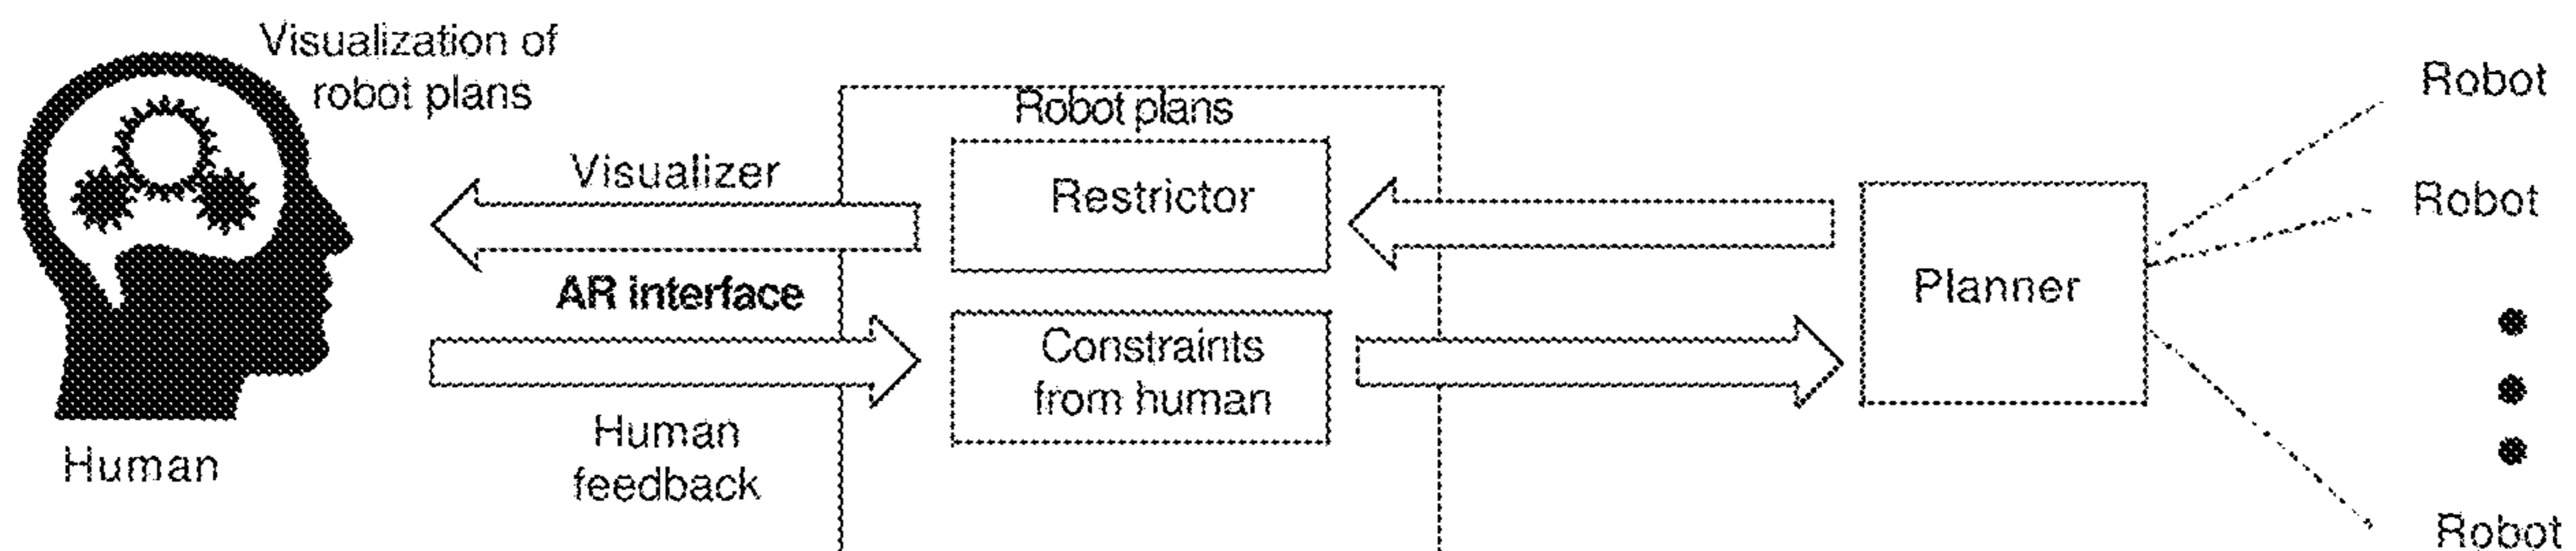 Visualization of
robot plans
Human
Visualizer
AR interface
Human
feedback
Robot plans
Restrictor
Constraints
from human
Planner
Robot
Robot
Robot